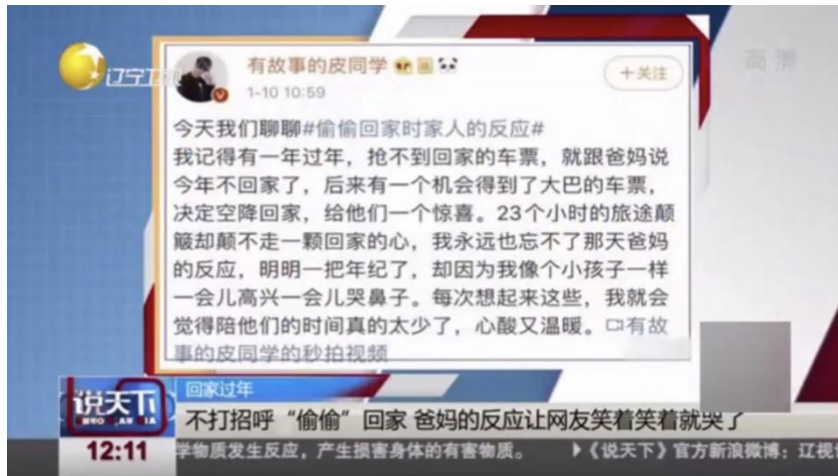 辽宁卫视
高清
有故事的皮同学
+关注
1-10 10:59
今天我们聊聊#偷偷回家时家人的反应#
我记得有一年过年，抢不到回家的车票，就跟爸妈说
今年不回家了，后来有一个机会得到了大巴的车票，
决定空降回家，给他们一个惊喜。23个小时的旅途颠
簸却颠不走一颗回家的心，我永远也忘不了那天爸妈
的反应，明明一把年纪了，却因为我像个小孩子一样
一会儿高兴一会儿哭鼻子。每次想起来这些，我就会
觉得陪他们的时间真的太少了，心酸又温暖。有故
事的皮同学的秒拍视频
说天下
回家过年
不打招呼“偷偷”回家 爸妈的反应让网友笑着笑着就哭了
12:11
学物质发生反应，产生损害身体的有害物质。 《说天下》官方新浪微博：辽视